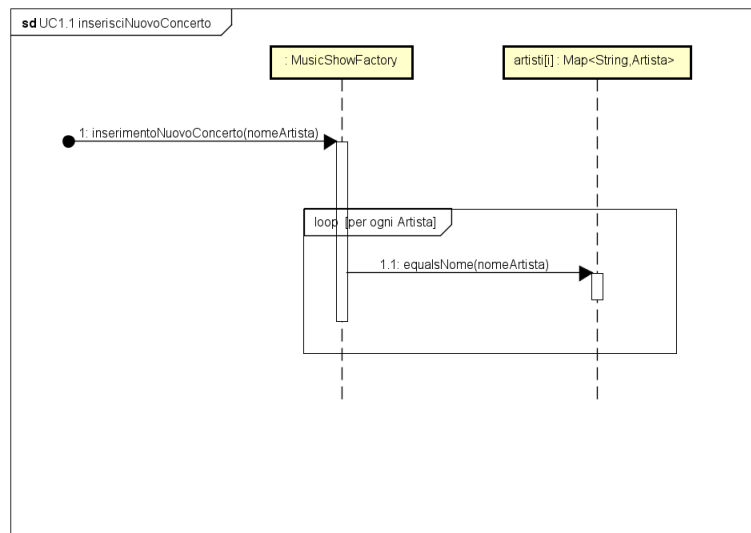 sd UC1.1 inserisciNuovoConcerto
: MusicShowFactory
artisti[i] : Map<String,Artista>
1: inserimentoNuovoConcerto(nomeArtista)
loop [per ogni Artista]
1.1: equalsNome(nomeArtista)